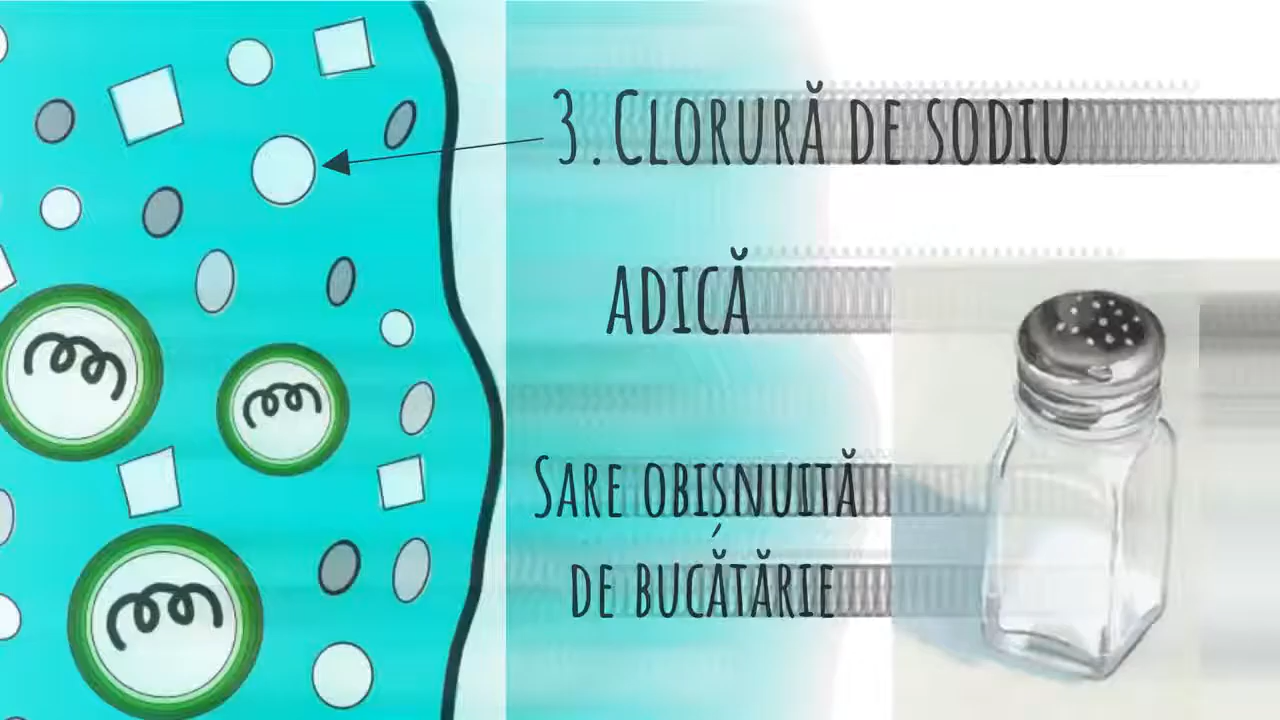 3. Clorură de sodiu
adică
Sare obișnuită
de bucătărie